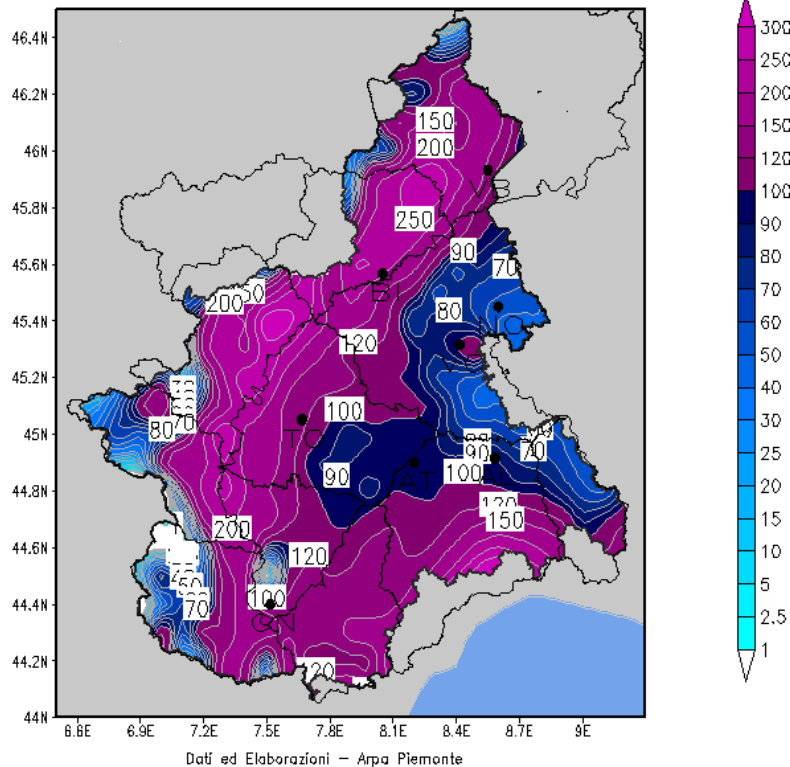 46.4N
46.2N
46N
45.8N
45.6N
45.4N
45.2N
45N
44.8N
44.6N
44.4N
44.2N
44N
6.6E 6.9E 7.2E 7.5E 7.8E 8.1E 8.4E 8.7E 9E
150
200
VB
250
90
70
BI
200
80
NO
120
100
TO
70
80
90
90
70
AT
100
AL
120
150
200
120
50
100
70
CN
120
300
250
200
150
120
100
90
80
70
60
50
40
30
20
15
10
5
2.5
1
Dati ed Elaborazioni – Arpa Piemonte